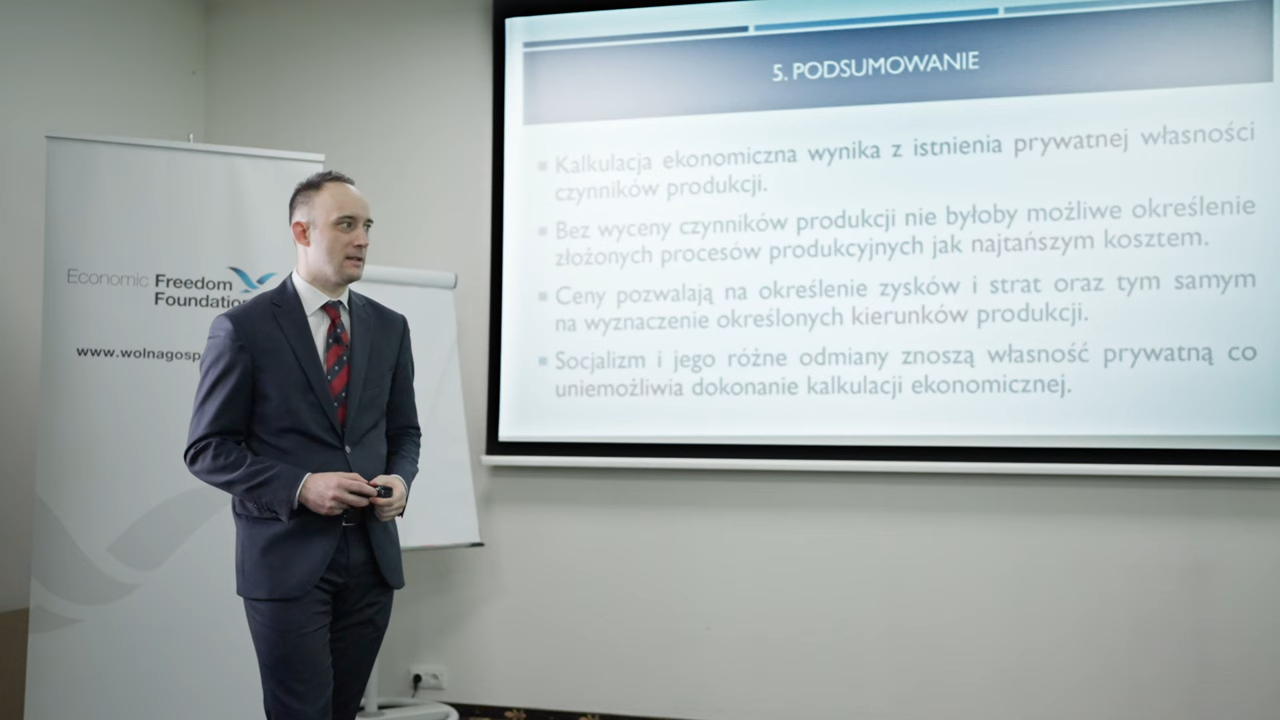 Economic Freedom
Foundation
www.wolnagosp
5. PODSUMOWANIE
▪ Kalkulacja ekonomiczna wynika z istnienia prywatnej własności
czynników produkcji.
▪ Bez wyceny czynników produkcji nie byłoby możliwe określenie
złożonych procesów produkcyjnych jak najtańszym kosztem.
▪ Ceny pozwalają na określenie zysków i strat oraz tym samym
na wyznaczenie określonych kierunków produkcji.
▪ Socjalizm i jego różne odmiany znoszą własność prywatną co
uniemożliwia dokonanie kalkulacji ekonomicznej.